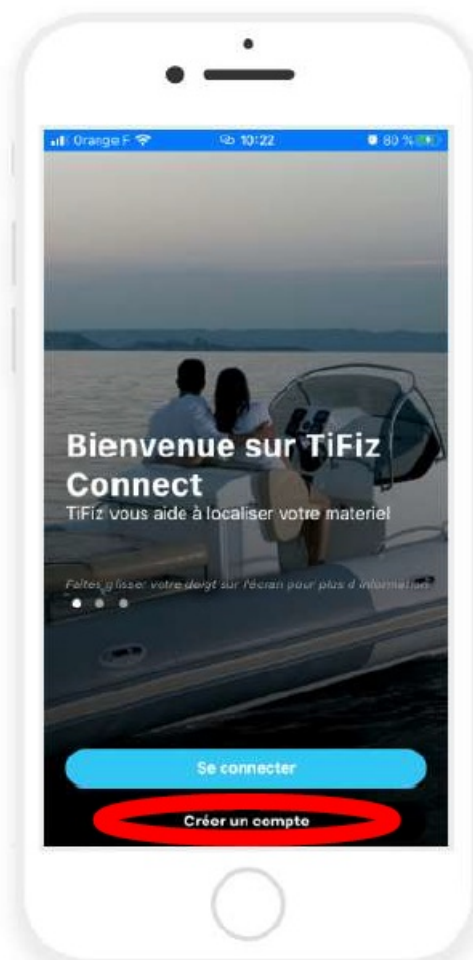 Orange F 10:22 80 %
Bienvenue sur TiFiz
Connect
TiFiz vous aide à localiser votre materiel
Faites glisser votre doigt sur l'écran pour plus d'information
Se connecter
Créer un compte